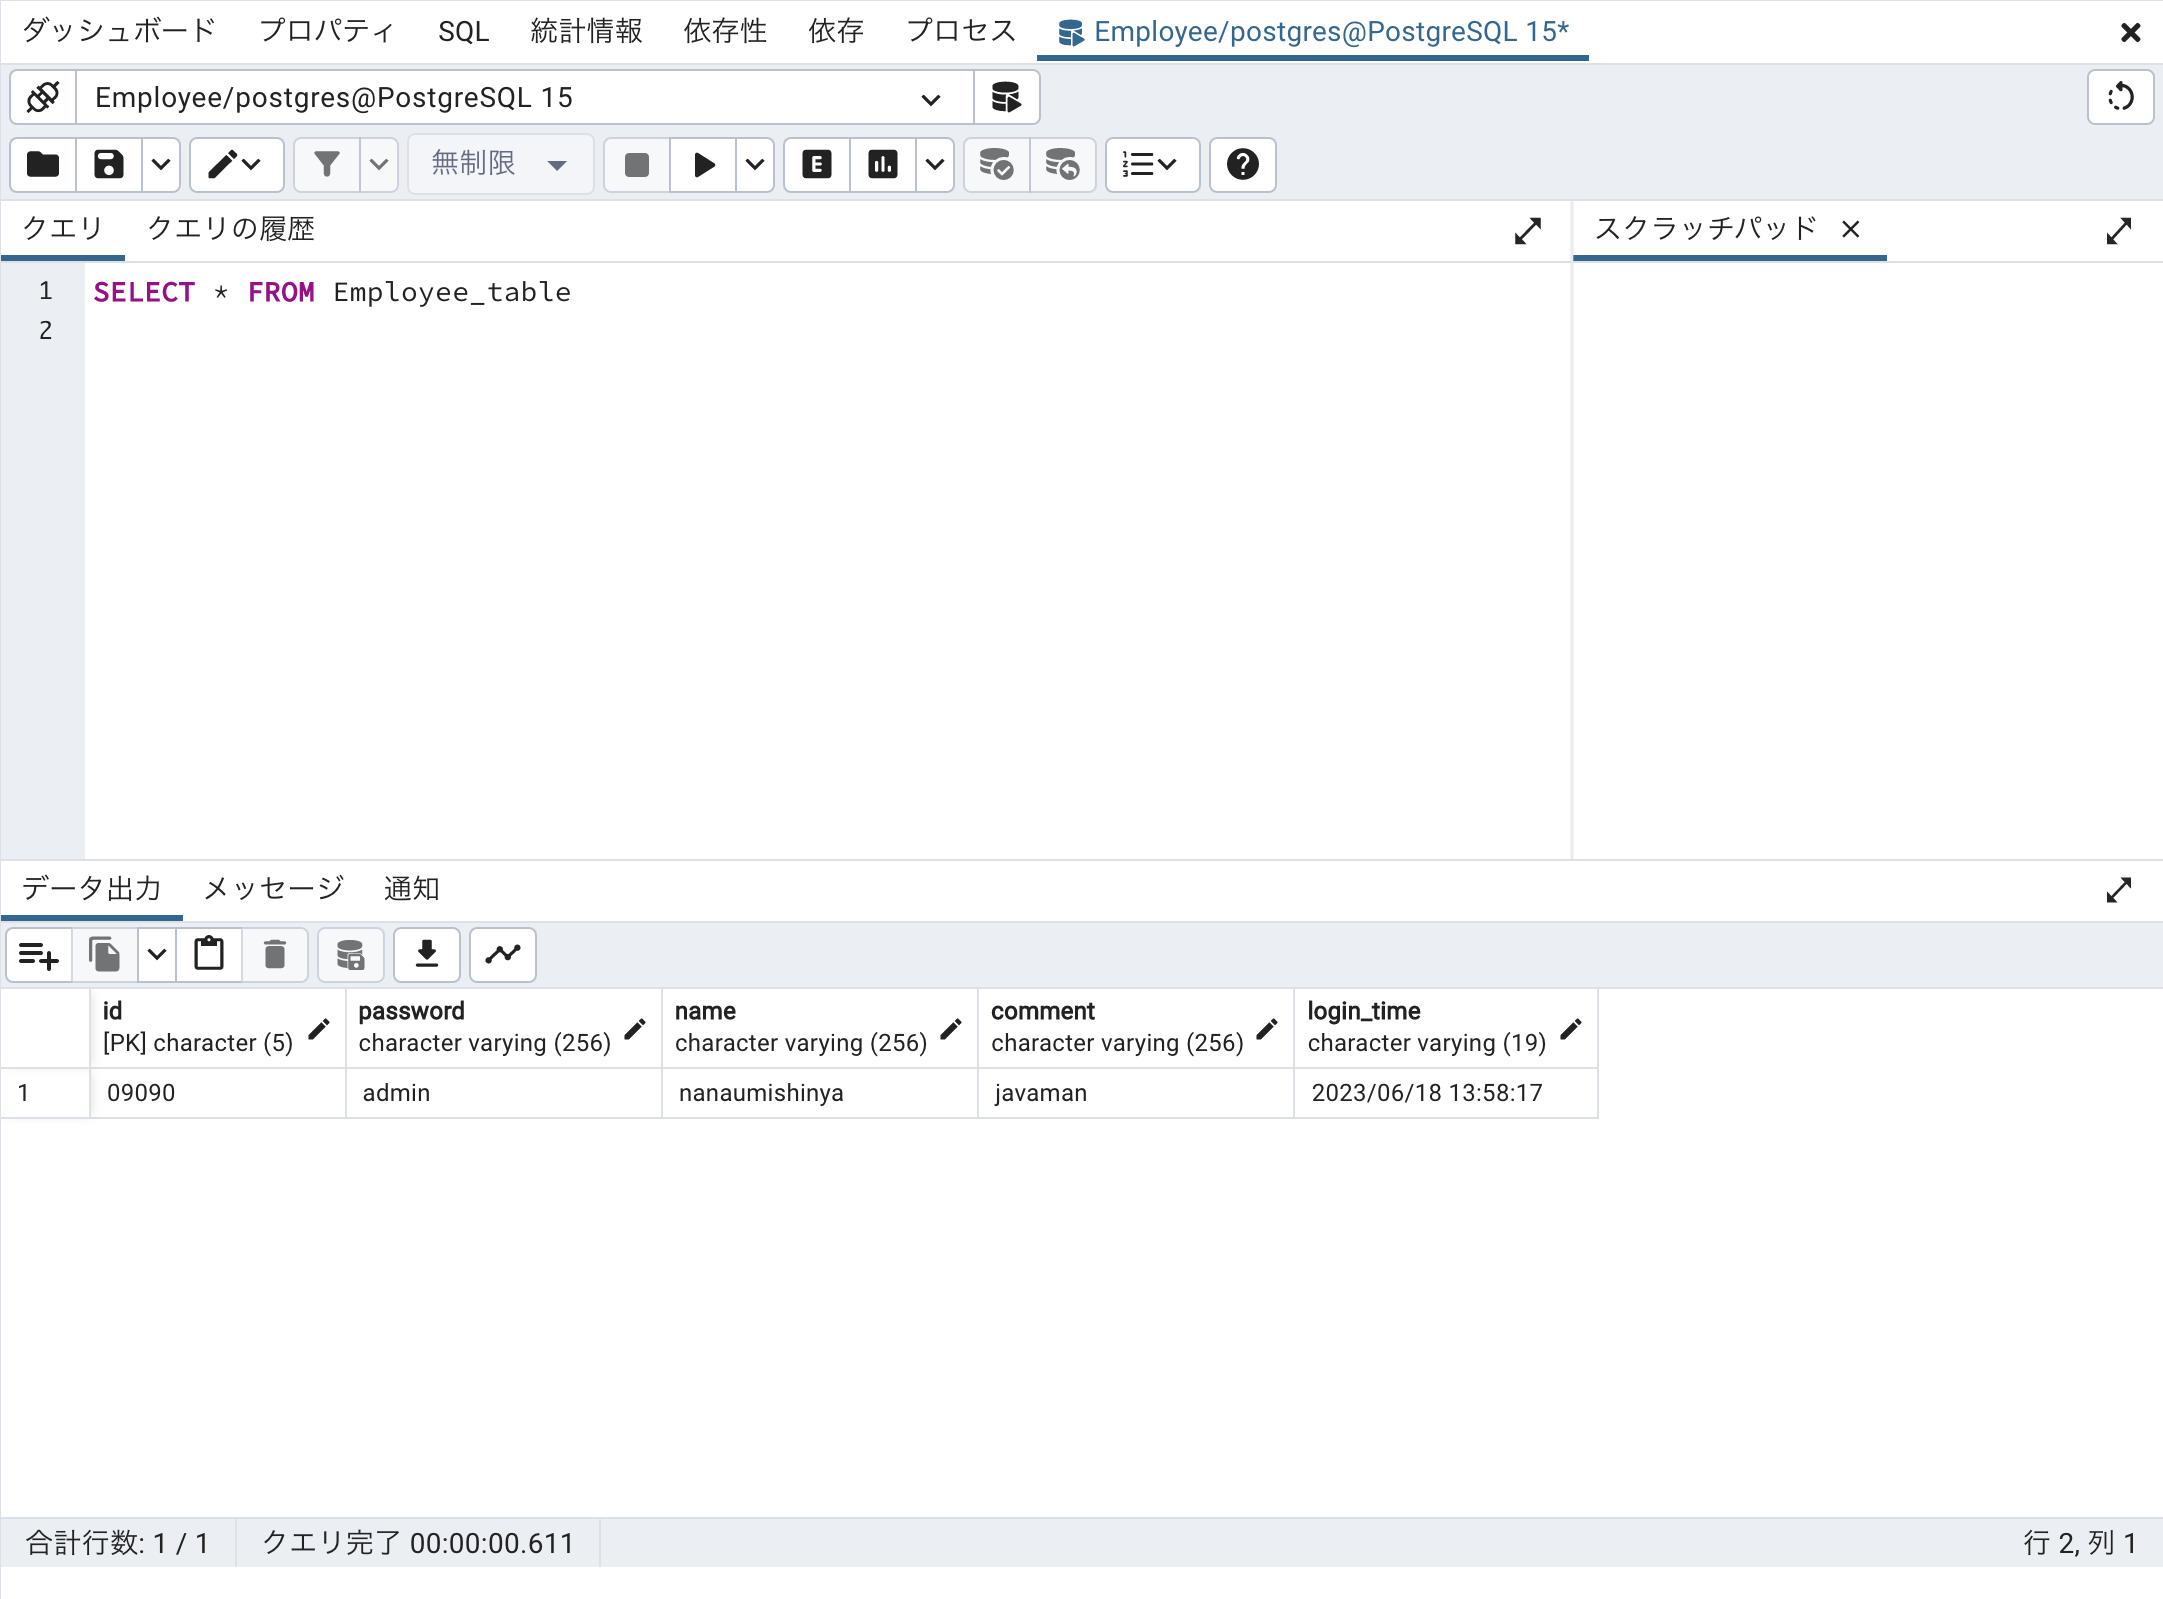 ダッシュボード プロパティ SQL 統計情報 依存性 依存 プロセス Employee/postgres@PostgreSQL 15*
Employee/postgres@PostgreSQL 15
無制限
クエリ クエリの履歴 スクラッチパッド
1 SELECT * FROM Employee_table
2
データ出力 メッセージ 通知
id password name comment login_time
[PK] character (5) character varying (256) character varying (256) character varying (256) character varying (19)
1 09090 admin nanaumishinya javaman 2023/06/18 13:58:17
合計行数: 1 / 1 クエリ完了 00:00:00.611 行 2, 列 1